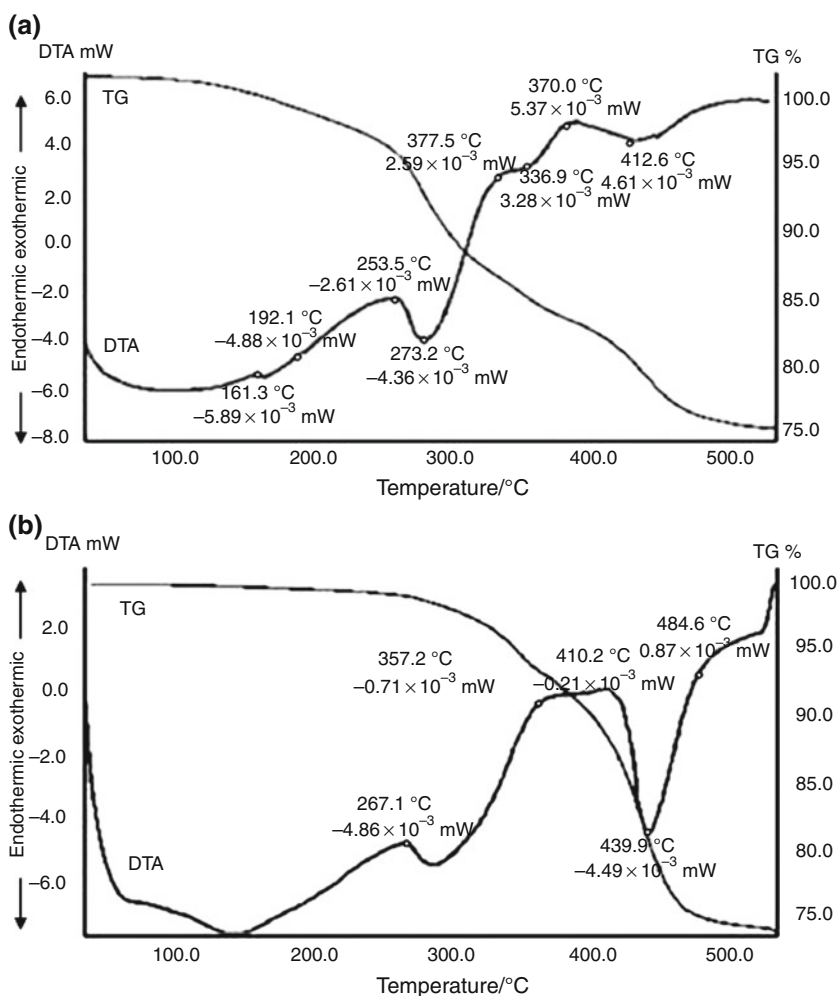 (a)
DTA mW
TG %
6.0
4.0
2.0
0.0
−2.0
−4.0
−6.0
−8.0
Endothermic exothermic
TG
DTA
370.0 °C
5.37 × 10⁻³ mW
377.5 °C
2.59 × 10⁻³ mW
336.9 °C
3.28 × 10⁻³ mW
412.6 °C
4.61 × 10⁻³ mW
253.5 °C
−2.61 × 10⁻³ mW
192.1 °C
−4.88 × 10⁻³ mW
273.2 °C
−4.36 × 10⁻³ mW
161.3 °C
−5.89 × 10⁻³ mW
100.0
95.0
90.0
85.0
80.0
75.0
100.0 200.0 300.0 400.0 500.0
Temperature/°C
(b)
DTA mW
TG %
2.0
0.0
−2.0
−4.0
−6.0
Endothermic exothermic
TG
DTA
484.6 °C
0.87 × 10⁻³ mW
357.2 °C
−0.71 × 10⁻³ mW
410.2 °C
−0.21 × 10⁻³ mW
267.1 °C
−4.86 × 10⁻³ mW
439.9 °C
−4.49 × 10⁻³ mW
100.0
95.0
90.0
85.0
80.0
75.0
100.0 200.0 300.0 400.0 500.0
Temperature/°C